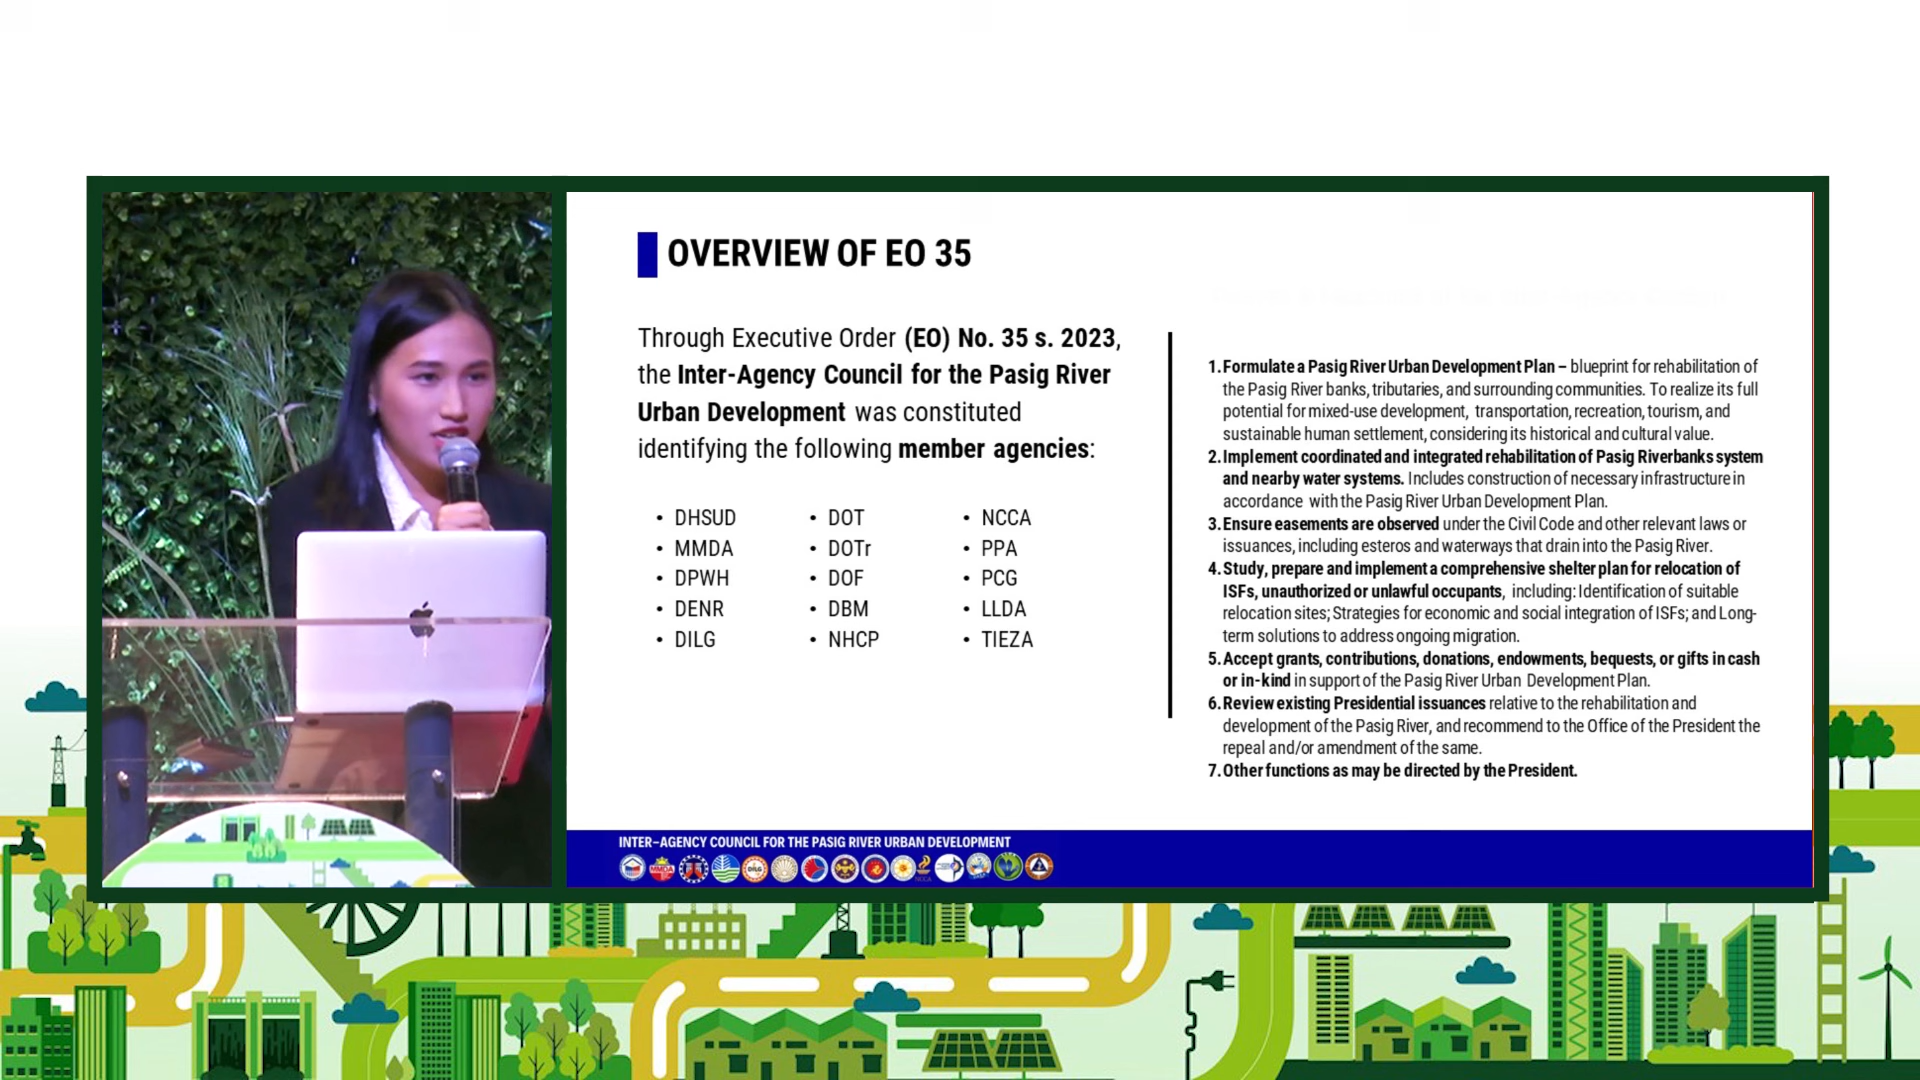 OVERVIEW OF EO 35
Through Executive Order (EO) No. 35 s. 2023,
the Inter-Agency Council for the Pasig River
Urban Development was constituted
identifying the following member agencies:
• DHSUD
• MMDA
• DPWH
• DENR
• DILG
• DOT
• DOTr
• DOF
• DBM
• NHCP
• NCCA
• PPA
• PCG
• LLDA
• TIEZA
1. Formulate a Pasig River Urban Development Plan – blueprint for rehabilitation of
the Pasig River banks, tributaries, and surrounding communities. To realize its full
potential for mixed-use development, transportation, recreation, tourism, and
sustainable human settlement, considering its historical and cultural value.
2. Implement coordinated and integrated rehabilitation of Pasig Riverbanks system
and nearby water systems. Includes construction of necessary infrastructure in
accordance with the Pasig River Urban Development Plan.
3. Ensure easements are observed under the Civil Code and other relevant laws or
issuances, including esteros and waterways that drain into the Pasig River.
4. Study, prepare and implement a comprehensive shelter plan for relocation of
ISFs, unauthorized or unlawful occupants, including: Identification of suitable
relocation sites; Strategies for economic and social integration of ISFs; and Long-
term solutions to address ongoing migration.
5. Accept grants, contributions, donations, endowments, bequests, or gifts in cash
or in-kind in support of the Pasig River Urban Development Plan.
6. Review existing Presidential issuances relative to the rehabilitation and
development of the Pasig River, and recommend to the Office of the President the
repeal and/or amendment of the same.
7. Other functions as may be directed by the President.
INTER-AGENCY COUNCIL FOR THE PASIG RIVER URBAN DEVELOPMENT
MMDA
DILG
NCCA